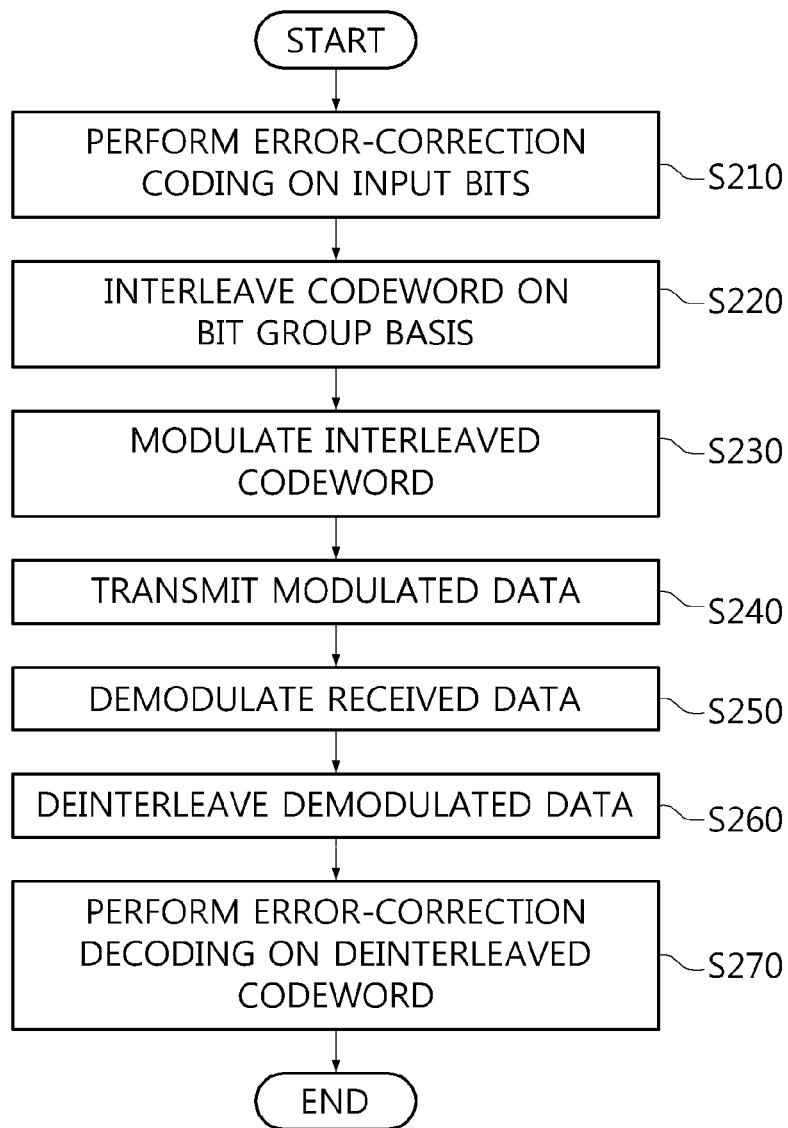 START
PERFORM ERROR-CORRECTION
CODING ON INPUT BITS
S210
INTERLEAVE CODEWORD ON
BIT GROUP BASIS
S220
MODULATE INTERLEAVED
CODEWORD
S230
TRANSMIT MODULATED DATA
S240
DEMODULATE RECEIVED DATA
S250
DEINTERLEAVE DEMODULATED DATA
S260
PERFORM ERROR-CORRECTION
DECODING ON DEINTERLEAVED
CODEWORD
S270
END